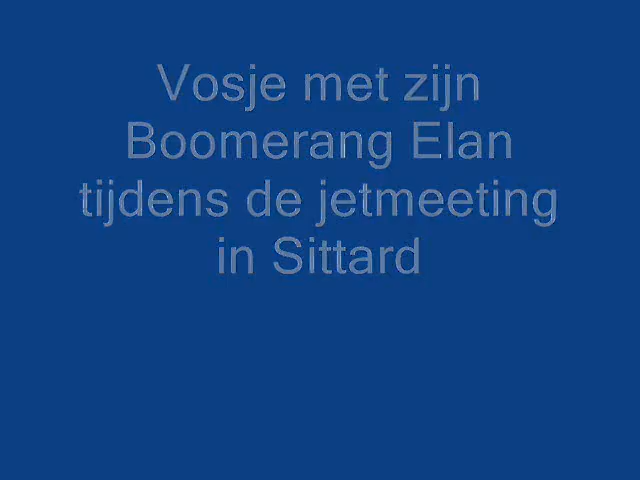 Vosje met zijn
Boomerang Elan
tijdens de jetmeeting
in Sittard